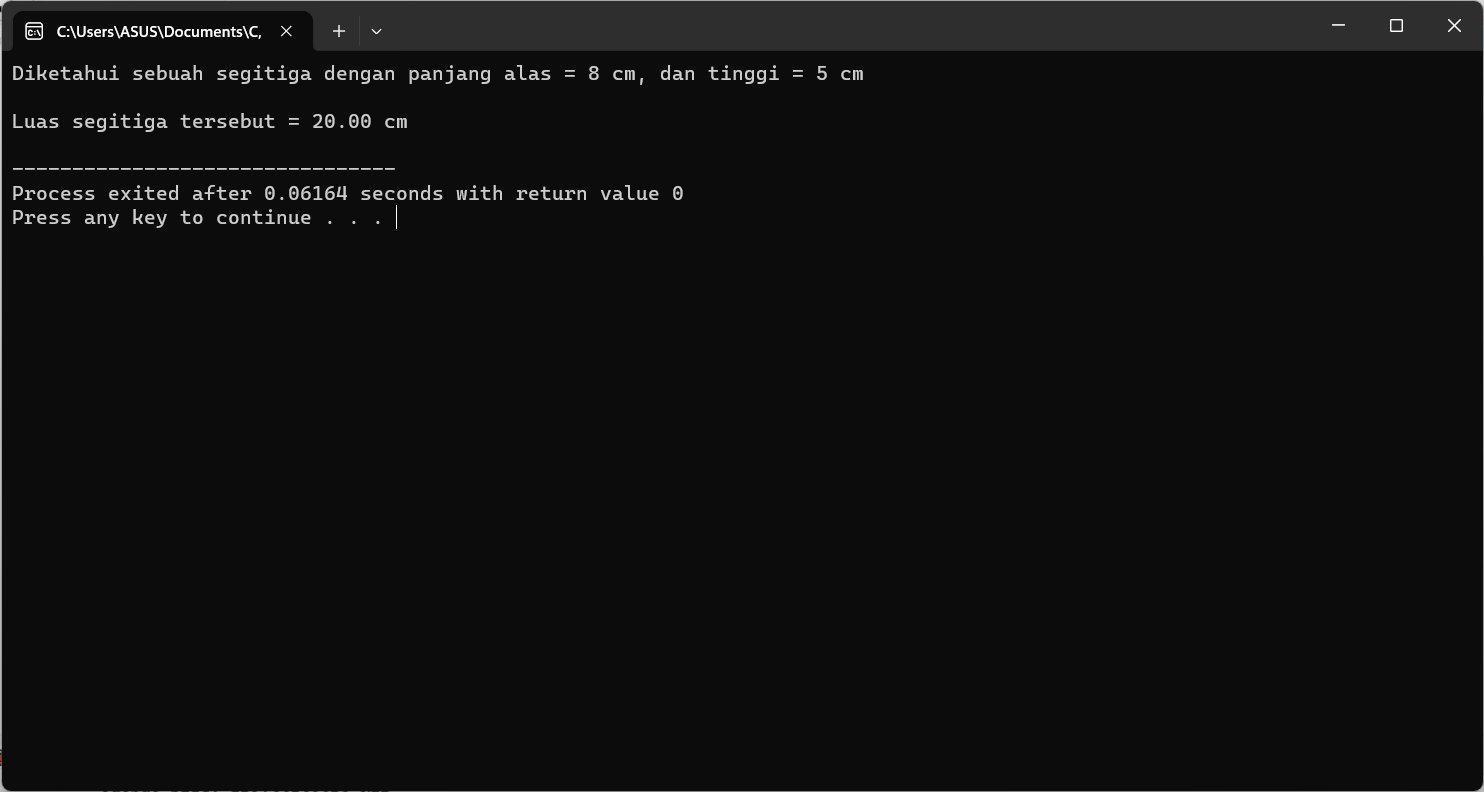 C:\Users\ASUS\Documents\C,
Diketahui sebuah segitiga dengan panjang alas = 8 cm, dan tinggi = 5 cm
Luas segitiga tersebut = 20.00 cm
--------------------------------
Process exited after 0.06164 seconds with return value 0
Press any key to continue . . .